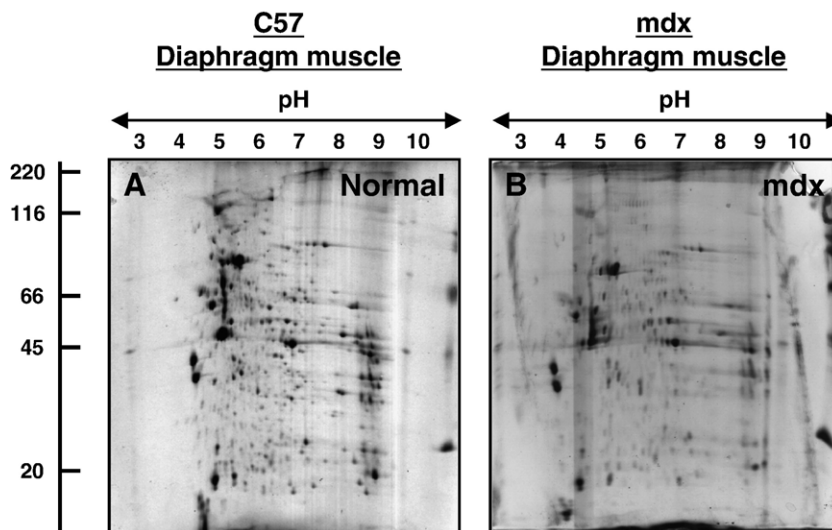 C57
Diaphragm muscle
mdx
Diaphragm muscle
pH
pH
3 4 5 6 7 8 9 10
3 4 5 6 7 8 9 10
220
116
66
45
20
A
Normal
B
mdx